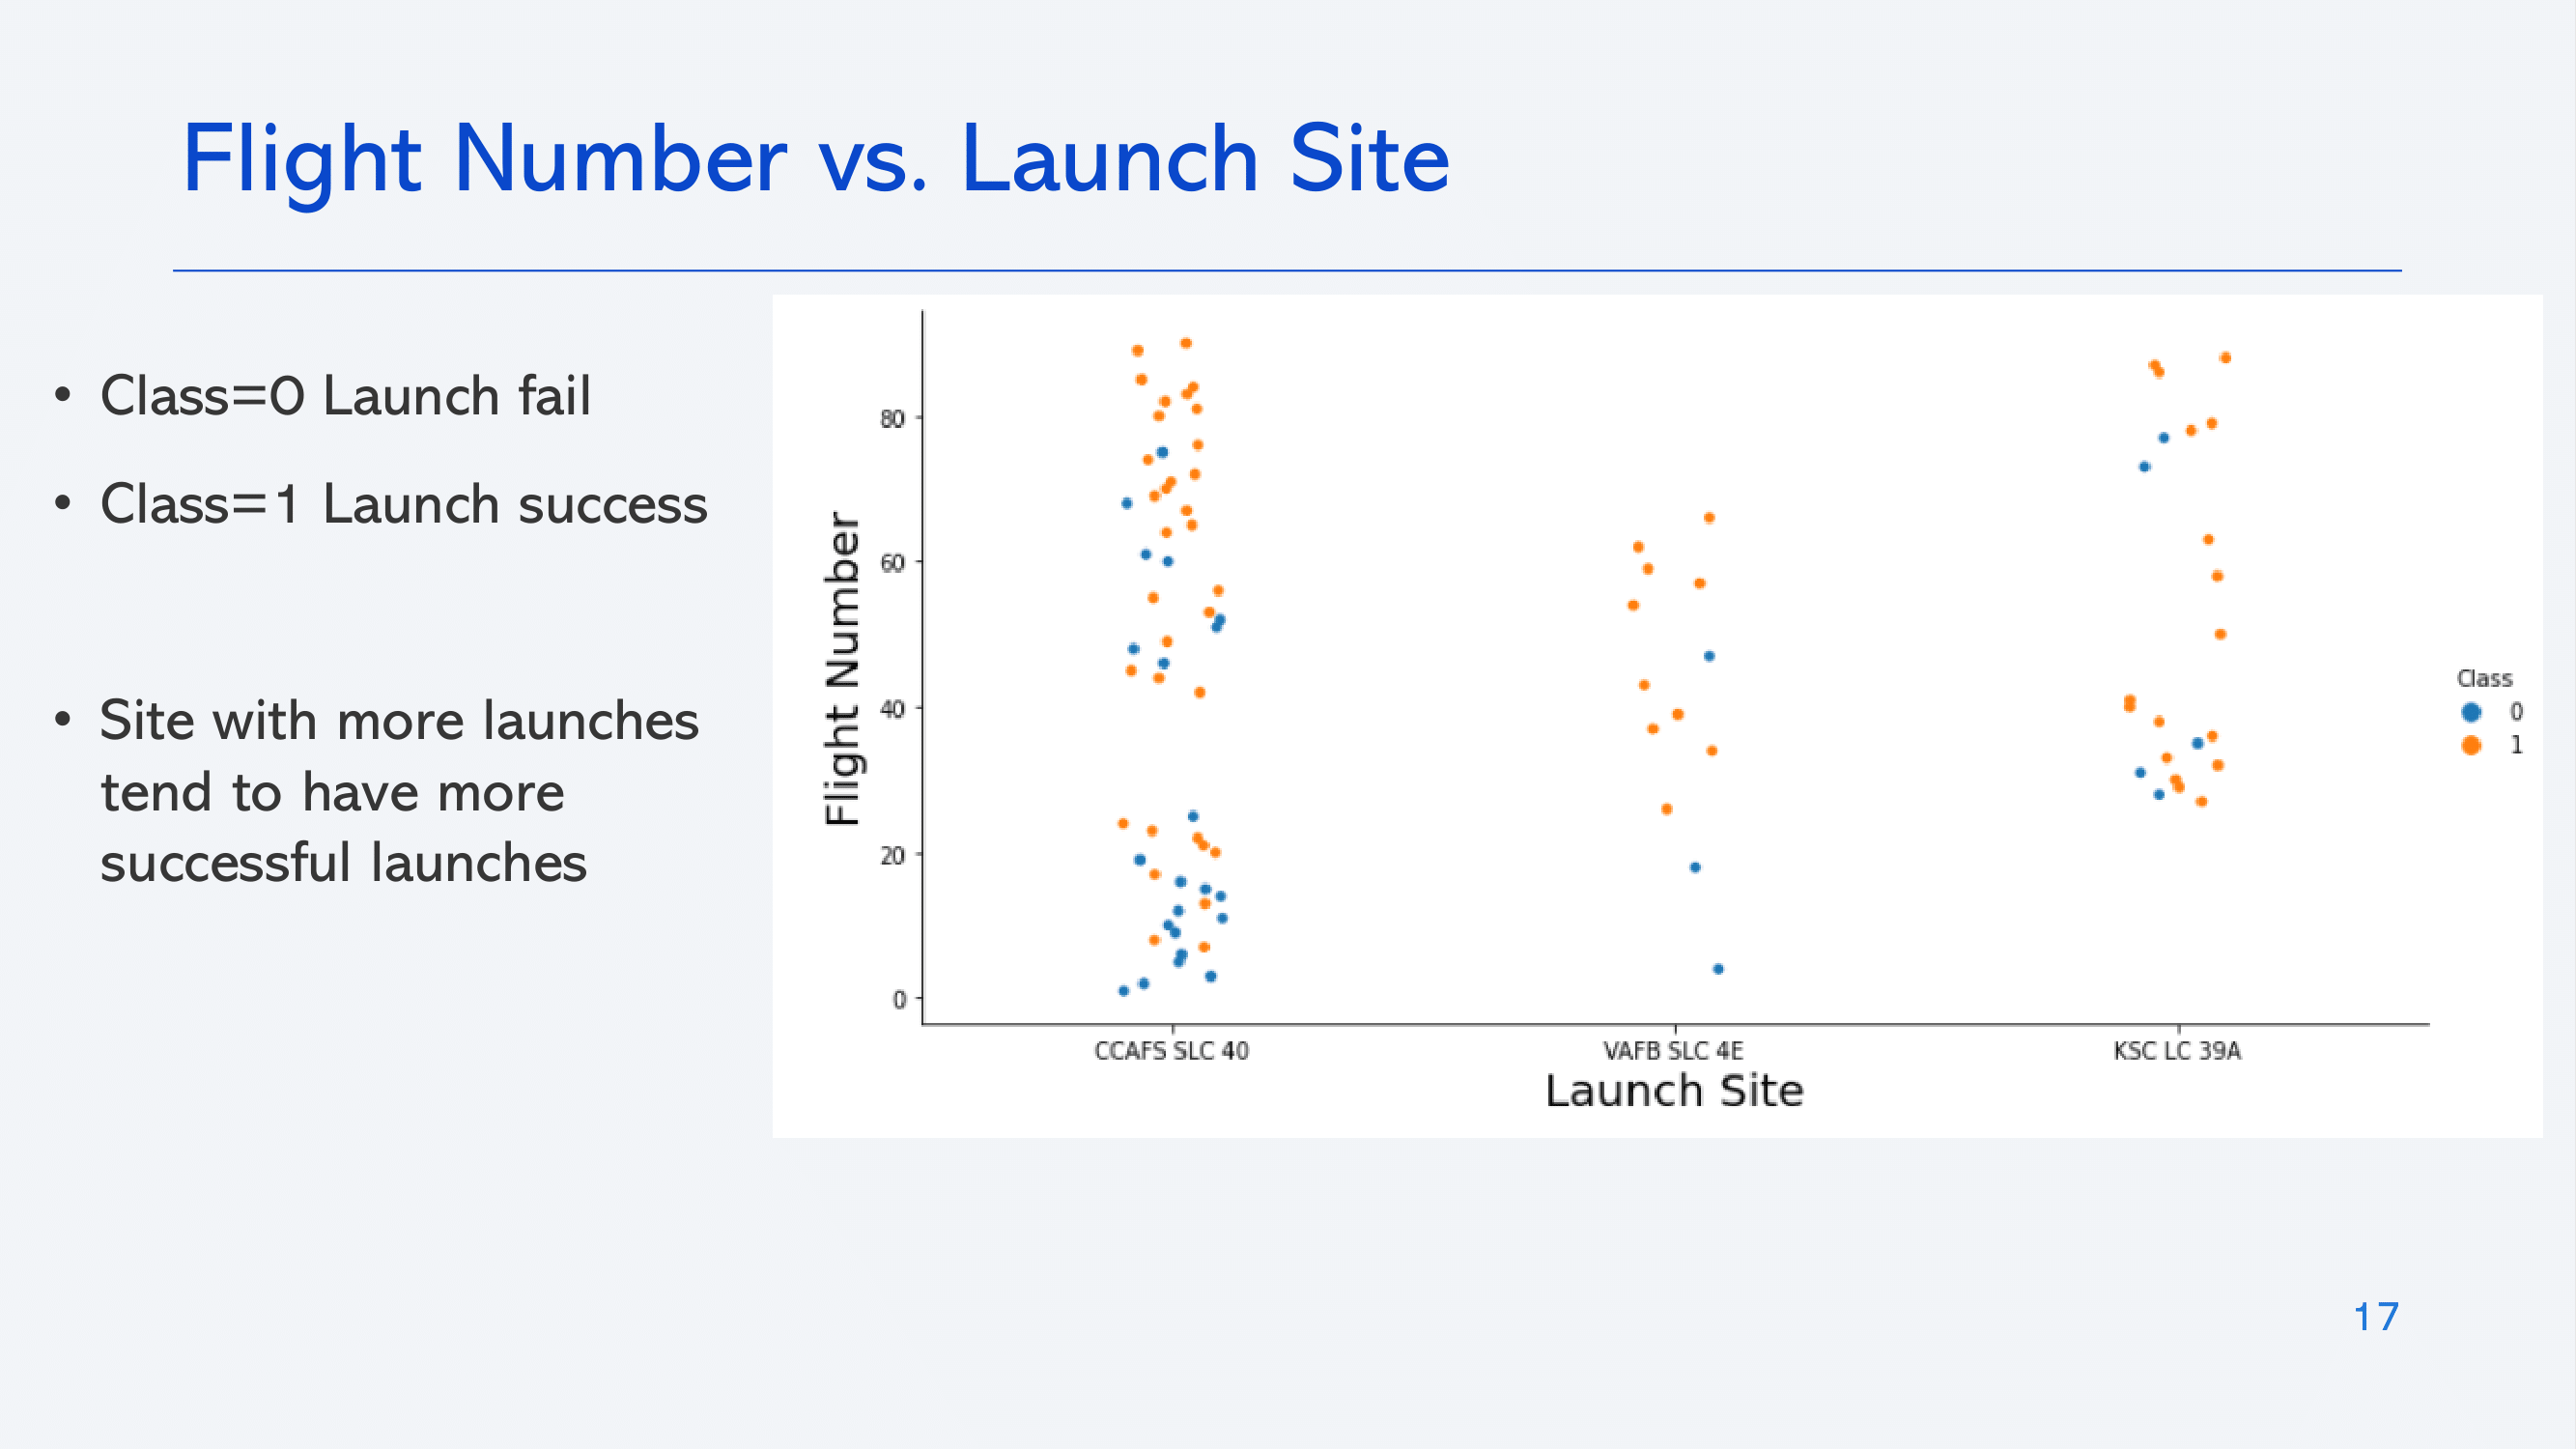 Flight Number vs. Launch Site
• Class=0 Launch fail
• Class=1 Launch success
• Site with more launches
tend to have more
successful launches
Flight Number
80
60
40
20
0
CCAFS SLC 40
VAFB SLC 4E
KSC LC 39A
Launch Site
Class
0
1
17